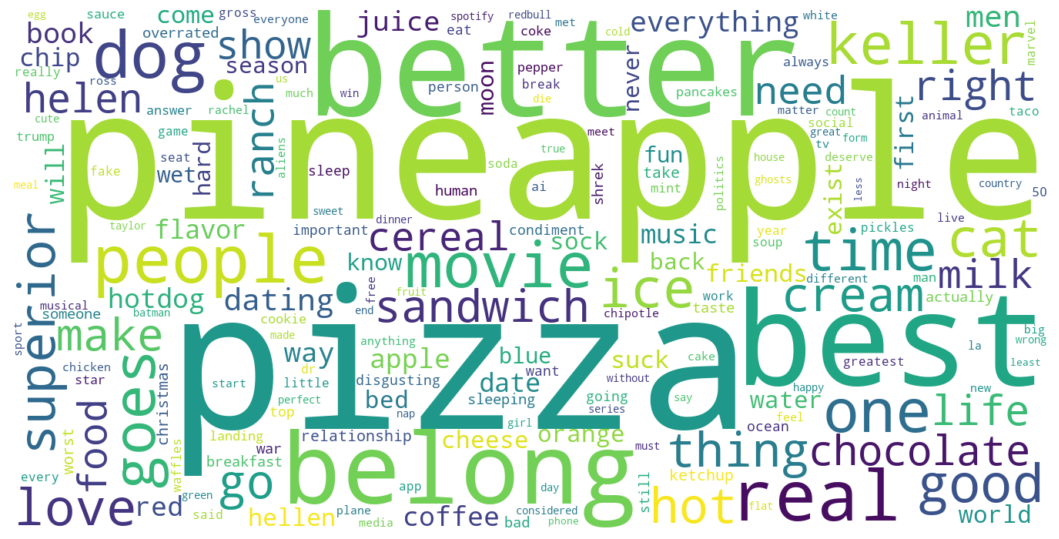 egg sauce gross everyone juice spotify redbull met cold white men
book overrated come show eat coke everything keller marvel
chip dog season better pepper never always right
really ross us person moon break pancakes need
helen answer rachel much win die matter count great animal taco
cute game ranch pineapple meet social form first
trump seat aliens true fun tv
will wet hard sleep soda shrek take house deserve exist
meal fake human ai mint politics ghosts less night country 50
taylor sweet dinner year live
flavor important condiment sock music soup pickles cat
superior people cereal know movie back friends time different man milk
hotdog dating free ice work cream actually
musical someone batman end fruit sandwich chipotle taste
sport make cookie made anything apple blue suck without cake best la big wrong
goes chicken star way dr want greatest least
start little disgusting date going say happy new
christmas perfect bed sleeping series water feel
food top nap girl pizza one life
worst landing war relationship cheese orange ocean
waffles breakfast belong must thing chocolate
every go app day still ketchup real good
love red green said hellen plane media coffee bad considered phone hot flat world